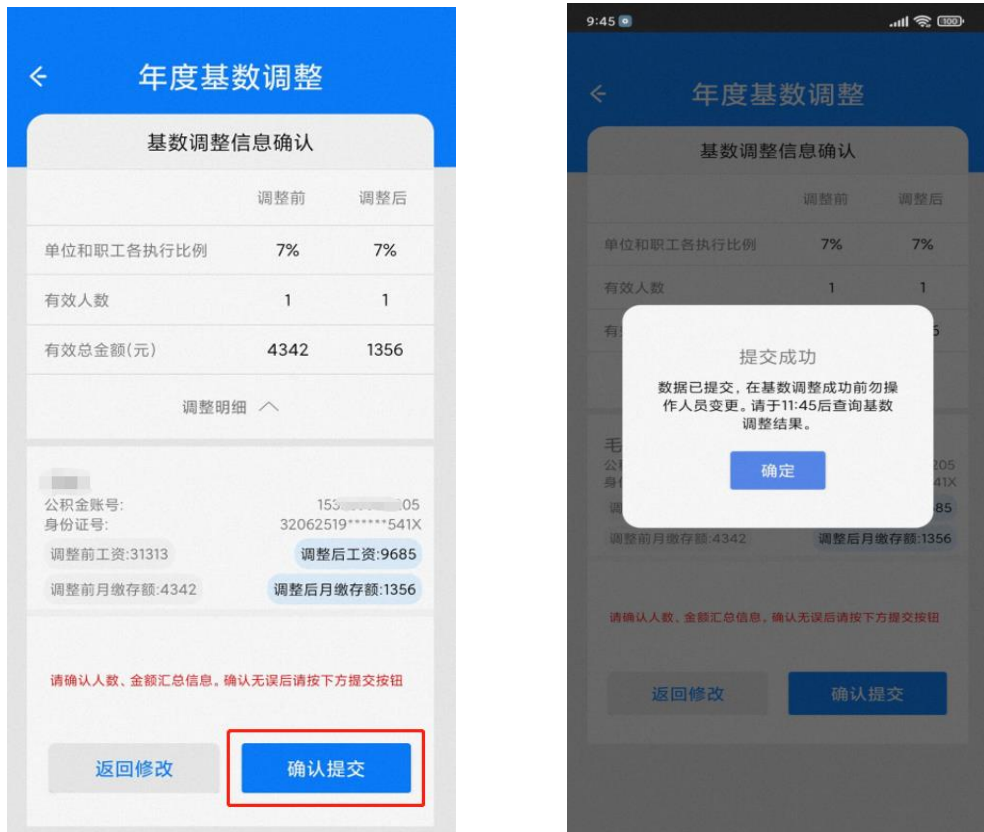 年度基数调整
基数调整信息确认
调整前 调整后
单位和职工各执行比例 7% 7%
有效人数 1 1
有效总金额(元) 4342 1356
调整明细
公积金账号: 153 05
身份证号: 32062519******541X
调整前工资:31313 调整后工资:9685
调整前月缴存额:4342 调整后月缴存额:1356
请确认人数、金额汇总信息。确认无误后请按下方提交按钮
返回修改 确认提交
9:45 100
年度基数调整
基数调整信息确认
调整前 调整后
单位和职工各执行比例 7% 7%
有效人数 1 1
有
提交成功
数据已提交，在基数调整成功前勿操
作人员变更。请于11:45后查询基数
调整结果。
确定
毛
公 205
身 41X
调 85
调整前月缴存额:4342 调整后月缴存额:1356
请确认人数、金额汇总信息。确认无误后请按下方提交按钮
返回修改 确认提交